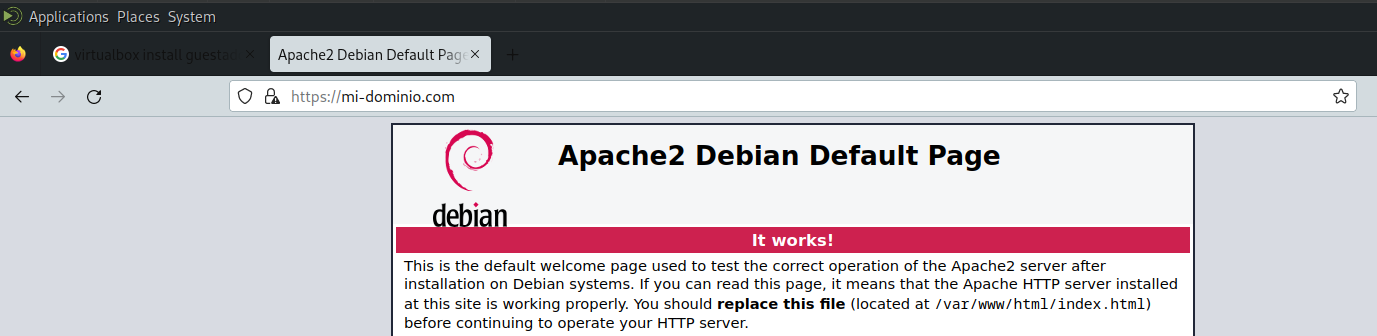 Applications Places System
virtualbox install guestad
Apache2 Debian Default Page
https://mi-dominio.com
debian
Apache2 Debian Default Page
It works!
This is the default welcome page used to test the correct operation of the Apache2 server after
installation on Debian systems. If you can read this page, it means that the Apache HTTP server installed
at this site is working properly. You should replace this file (located at /var/www/html/index.html)
before continuing to operate your HTTP server.